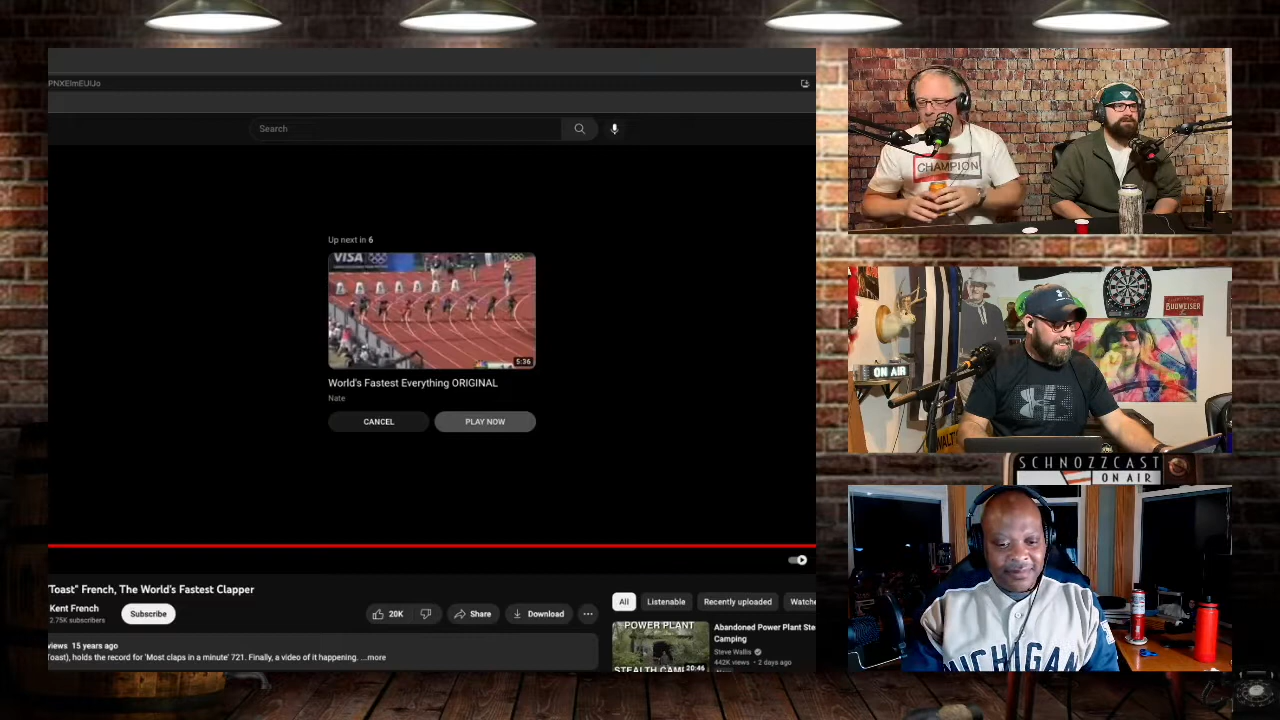 PNXElmEUIJo
Search
Up next in 6
VISA
5:36
World's Fastest Everything ORIGINAL
Nate
CANCEL
PLAY NOW
Toast" French, The World's Fastest Clapper
Kent French
2.75K subscribers
Subscribe
20K
Share
Download
views 15 years ago
Toast), holds the record for 'Most claps in a minute' 721. Finally, a video of it happening. ...more
All
Listenable
Recently uploaded
Watche
POWER PLANT
STEALTH CAM
20:46
Abandoned Power Plant Ste
Camping
Steve Wallis
442K views • 2 days ago
CHAMPION
ON AIR
BUDWEISER
WALT'S
SCHNOZZCAST
ON AIR
MICHIGAN